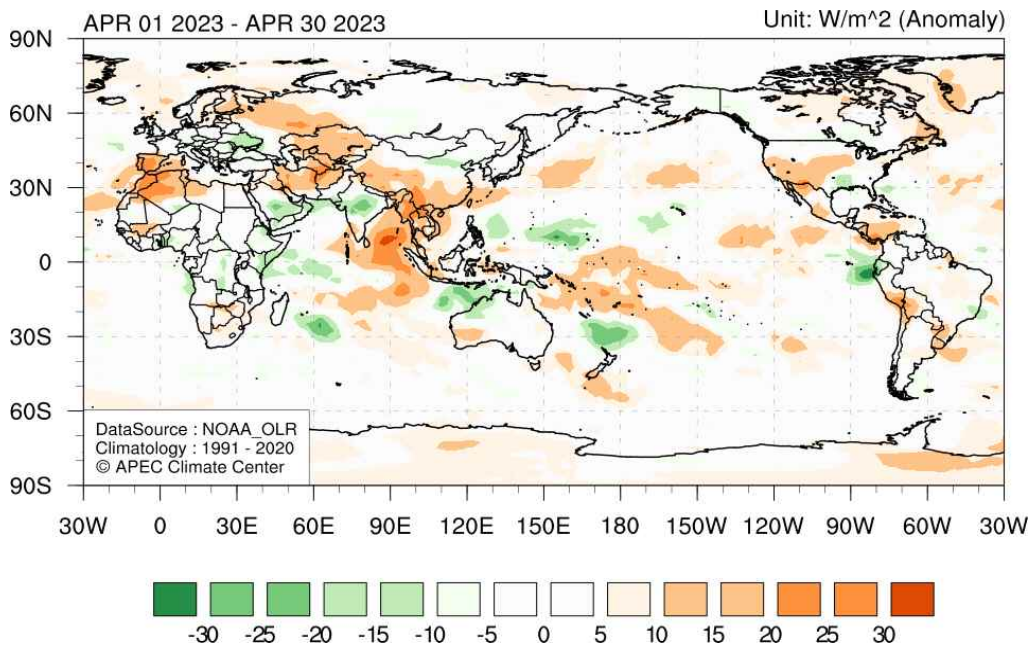 APR 01 2023 - APR 30 2023 Unit: W/m^2 (Anomaly)
90N
60N
30N
0
30S
60S
90S
DataSource : NOAA_OLR
Climatology : 1991 - 2020
© APEC Climate Center
30W 0 30E 60E 90E 120E 150E 180 150W 120W 90W 60W 30W
-30 -25 -20 -15 -10 -5 0 5 10 15 20 25 30